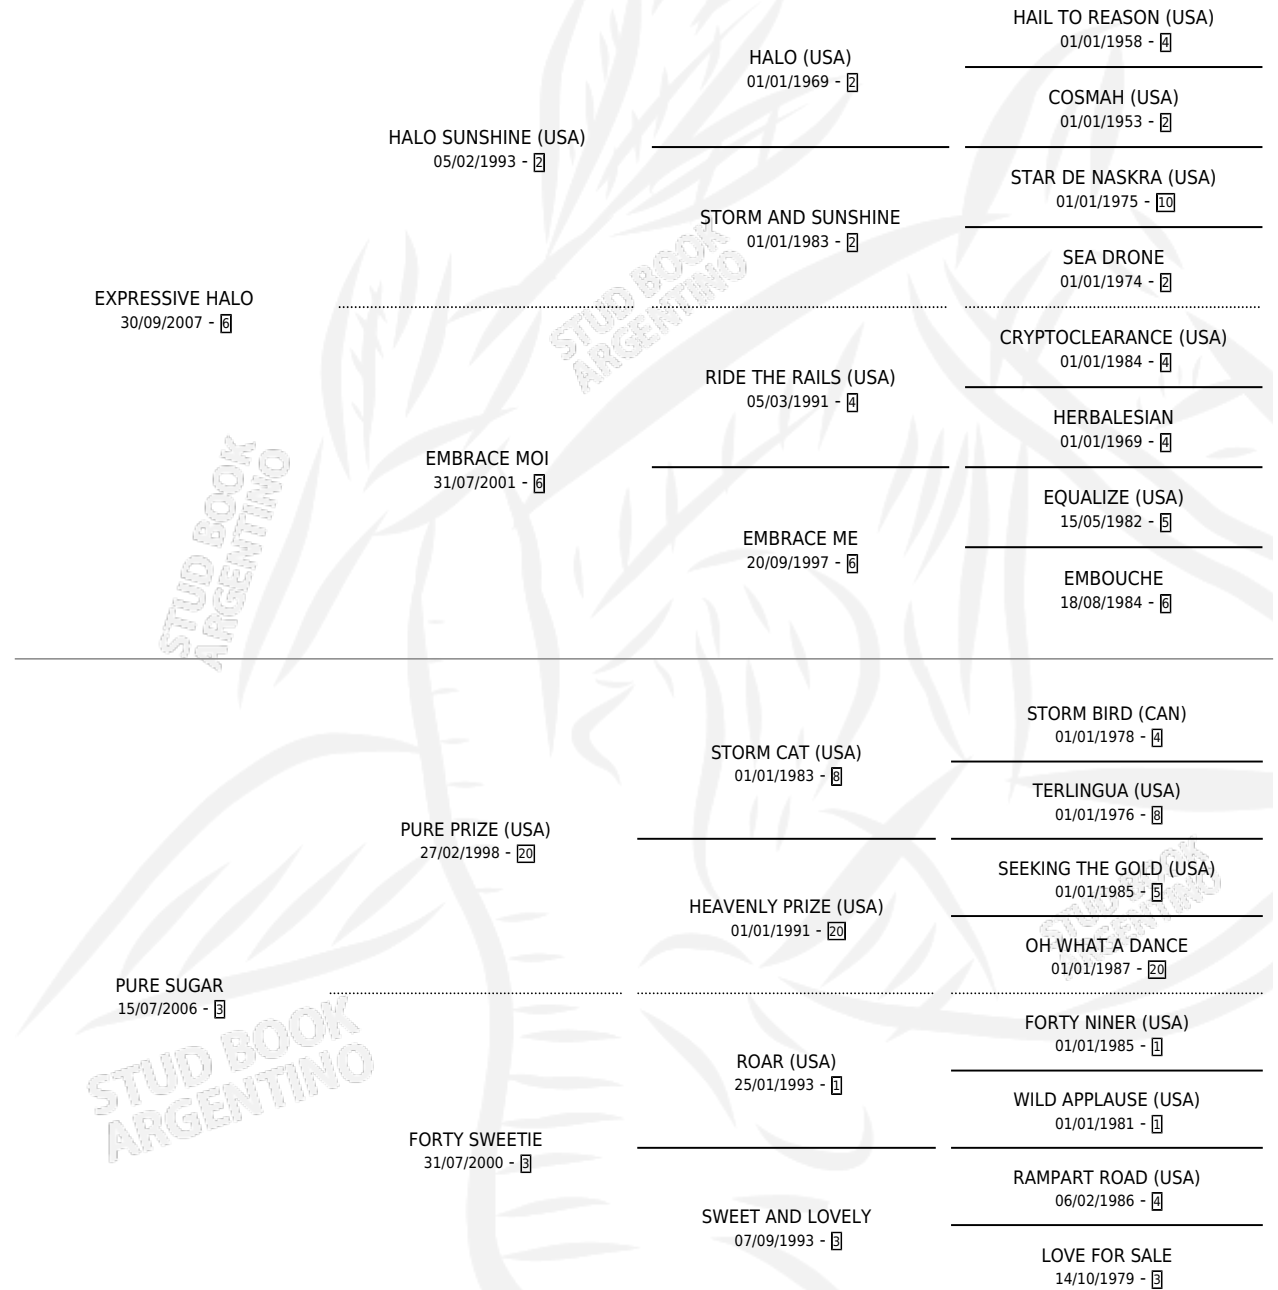 HAIL TO REASON (USA)
01/01/1958 - 4
HALO (USA)
01/01/1969 - 2
COSMAH (USA)
01/01/1953 - 2
HALO SUNSHINE (USA)
05/02/1993 - 2
STAR DE NASKRA (USA)
01/01/1975 - 10
STORM AND SUNSHINE
01/01/1983 - 2
SEA DRONE
01/01/1974 - 2
EXPRESSIVE HALO
30/09/2007 - 6
CRYPTOCLEARANCE (USA)
01/01/1984 - 4
RIDE THE RAILS (USA)
05/03/1991 - 4
HERBALESIAN
01/01/1969 - 4
EMBRACE MOI
31/07/2001 - 6
EQUALIZE (USA)
15/05/1982 - 5
EMBRACE ME
20/09/1997 - 6
EMBOUCHE
18/08/1984 - 6
STUD BOOK
ARGENTINO
STUD BOOK
ARGENTINO
STORM BIRD (CAN)
01/01/1978 - 4
STORM CAT (USA)
01/01/1983 - 8
TERLINGUA (USA)
01/01/1976 - 8
PURE PRIZE (USA)
27/02/1998 - 20
SEEKING THE GOLD (USA)
01/01/1985 - 5
HEAVENLY PRIZE (USA)
01/01/1991 - 20
OH WHAT A DANCE
01/01/1987 - 20
STUD BOOK
ARGENTINO
PURE SUGAR
15/07/2006 - 3
FORTY NINER (USA)
01/01/1985 - 1
ROAR (USA)
25/01/1993 - 1
WILD APPLAUSE (USA)
01/01/1981 - 1
FORTY SWEETIE
31/07/2000 - 3
RAMPART ROAD (USA)
06/02/1986 - 4
SWEET AND LOVELY
07/09/1993 - 3
LOVE FOR SALE
14/10/1979 - 3
STUD BOOK
ARGENTINO